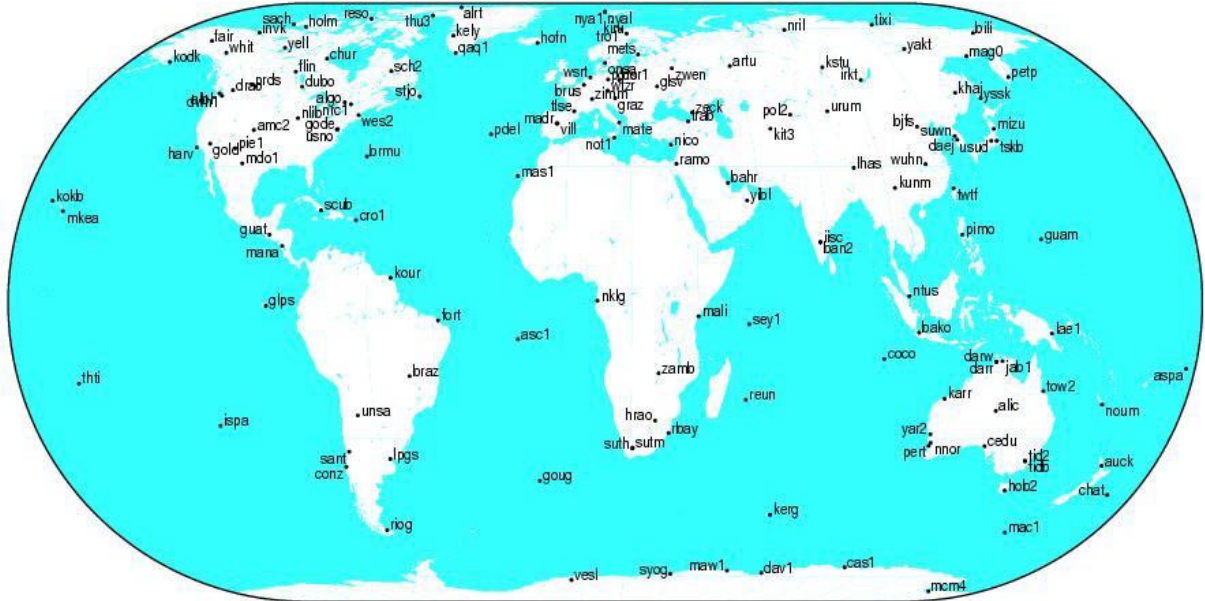 reso
thu3
alrt
sach
holm
nya1
nyal
tixi
bili
fair
invk
kely
hofn
tro1
nril
whit
yell
qaq1
mets
yakt
mag0
kodk
chur
flin
sch2
artu
kstu
irkt
petp
prds
drao
dubo
wsrt
zwen
glsv
khaj
yssk
algo
stjo
brus
wtzr
nlib
nrc1
zimm
tlse
graz
zeck
trab
pol2
urum
amc2
gode
usno
wes2
pdel
madr
vill
mate
not1
kit3
bjfs
suwn
mizu
harv
gold
pie1
mdo1
brmu
nico
daej
usud
tskb
mas1
ramo
lhas
wuhn
kokb
mkea
scub
cro1
bahr
yibl
kunm
twtf
guat
mana
iisc
ban2
pimo
guam
kour
glps
nklg
ntus
fort
asc1
mali
sey1
bako
lae1
thti
braz
zamb
coco
darw
darr
jab1
aspa
ispa
unsa
reun
karr
tow2
noum
alic
hrao
rbay
sant
conz
lpgs
suth
sutm
yar2
pert
nnor
cedu
tid2
auck
goug
hob2
chat
riog
kerg
mac1
vesl
syog
maw1
dav1
cas1
mcm4